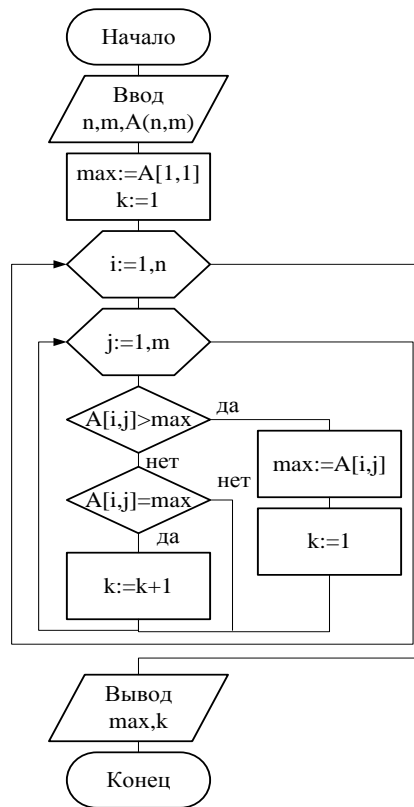 Начало
Ввод
n,m,A(n,m)
max:=A[1,1]
k:=1
i:=1,n
j:=1,m
A[i,j]>max
да
нет
max:=A[i,j]
A[i,j]=max
нет
да
k:=1
k:=k+1
Вывод
max,k
Конец